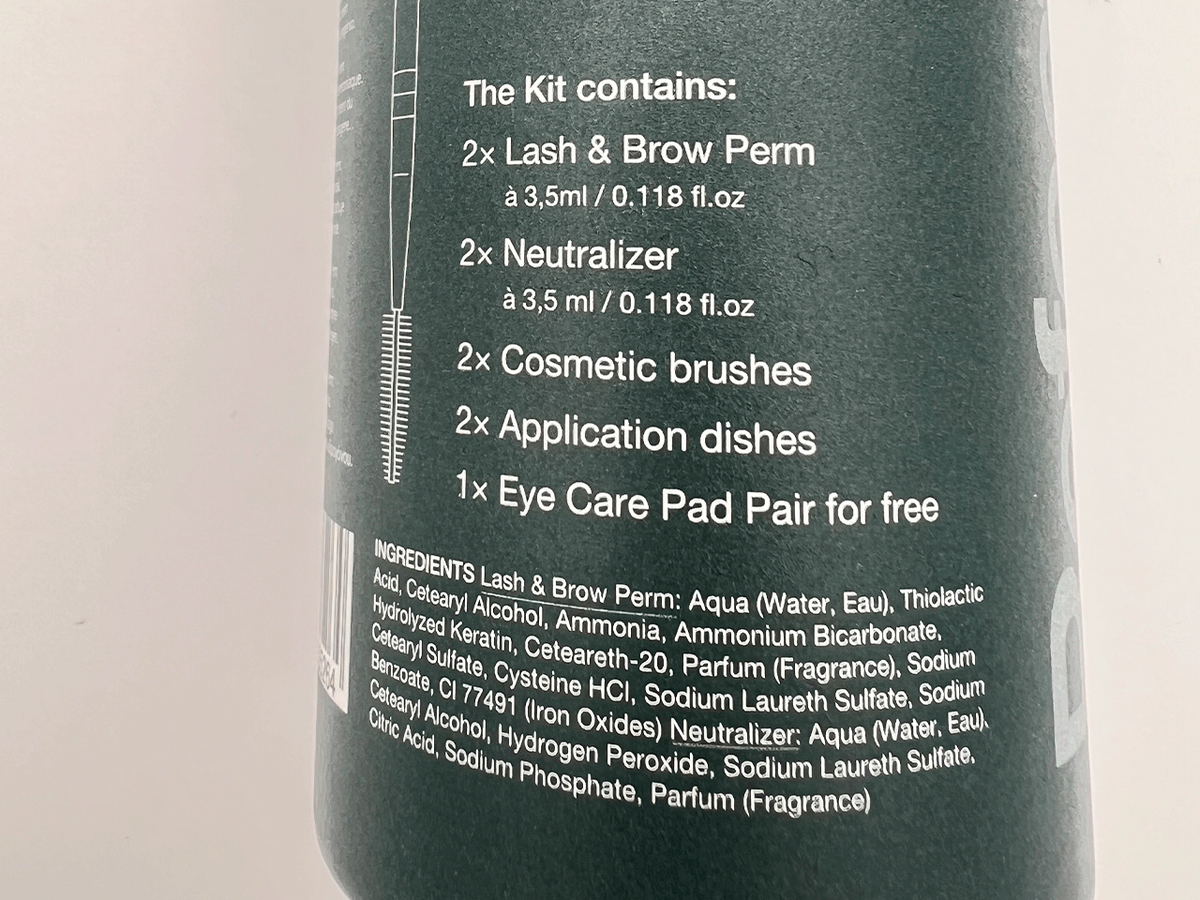 The Kit contains:
2x Lash & Brow Perm
à 3,5ml / 0.118 fl.oz
2x Neutralizer
à 3,5 ml / 0.118 fl.oz
2x Cosmetic brushes
2x Application dishes
1x Eye Care Pad Pair for free
INGREDIENTS Lash & Brow Perm: Aqua (Water, Eau), Thiolactic
Acid, Cetearyl Alcohol, Ammonia, Ammonium Bicarbonate,
Hydrolyzed Keratin, Ceteareth-20, Parfum (Fragrance), Sodium
Cetearyl Sulfate, Cysteine HCl, Sodium Laureth Sulfate, Sodium
Benzoate, CI 77491 (Iron Oxides) Neutralizer: Aqua (Water, Eau),
Cetearyl Alcohol, Hydrogen Peroxide, Sodium Laureth Sulfate,
Citric Acid, Sodium Phosphate, Parfum (Fragrance)